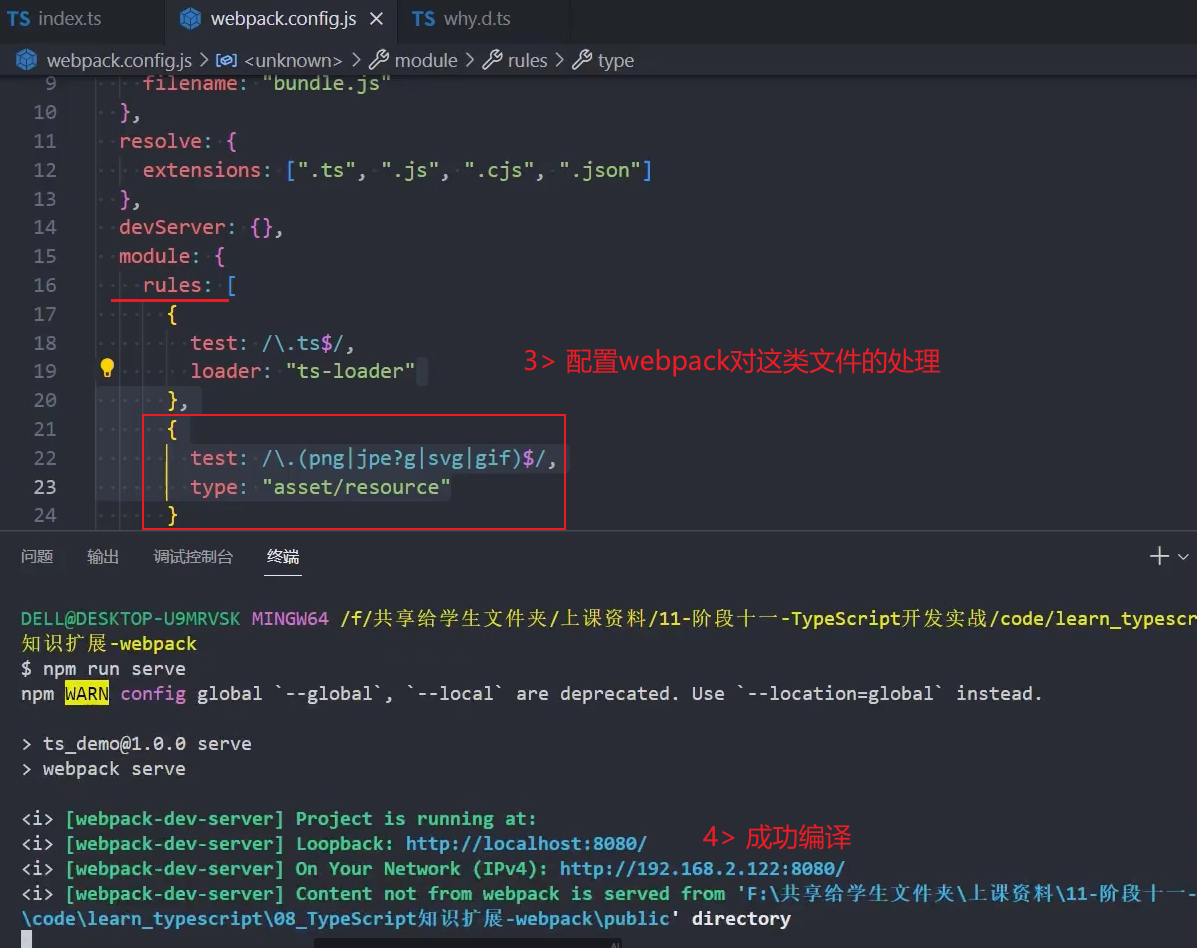 TS index.ts webpack.config.js × TS why.d.ts
webpack.config.js > <unknown> > module > rules > type
9 filename: "bundle.js"
10 },
11 resolve: {
12 extensions: [".ts", ".js", ".cjs", ".json"]
13 },
14 devServer: {},
15 module: {
16 rules: [
17 {
18 test: /\.ts$/,
19 loader: "ts-loader"
3> 配置webpack对这类文件的处理
20 },
21 {
22 test: /\.(png|jpe?g|svg|gif)$/,
23 type: "asset/resource"
24 }
问题 输出 调试控制台 终端
DELL@DESKTOP-U9MRVSK MINGW64 /f/共享给学生文件夹/上课资料/11-阶段十一-TypeScript开发实战/code/learn_typescr
知识扩展-webpack
$ npm run serve
npm WARN config global `--global`, `--local` are deprecated. Use `--location=global` instead.
> ts_demo@1.0.0 serve
> webpack serve
<i> [webpack-dev-server] Project is running at:
<i> [webpack-dev-server] Loopback: http://localhost:8080/
4> 成功编译
<i> [webpack-dev-server] On Your Network (IPv4): http://192.168.2.122:8080/
<i> [webpack-dev-server] Content not from webpack is served from 'F:\共享给学生文件夹\上课资料\11-阶段十一-
\code\learn_typescript\08_TypeScript知识扩展-webpack\public' directory